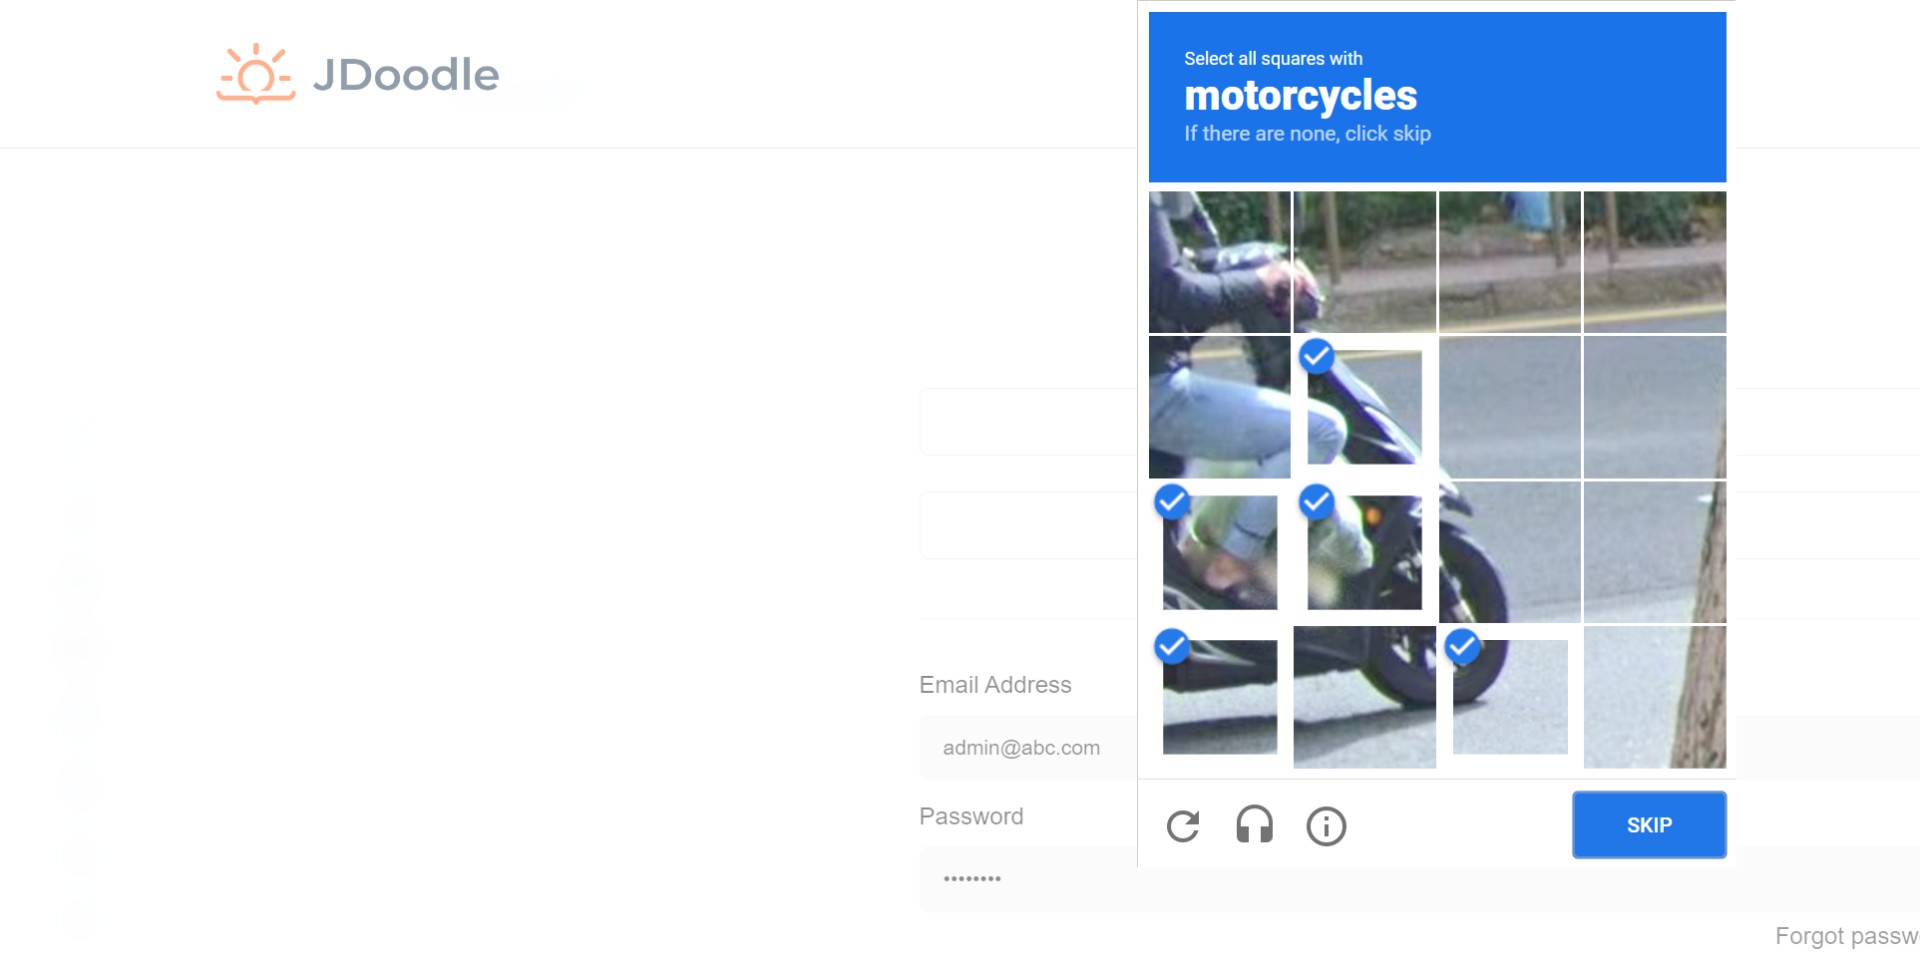 JDoodle
Select all squares with
motorcycles
If there are none, click skip
Email Address
admin@abc.com
Password
••••••••
SKIP
Forgot passw